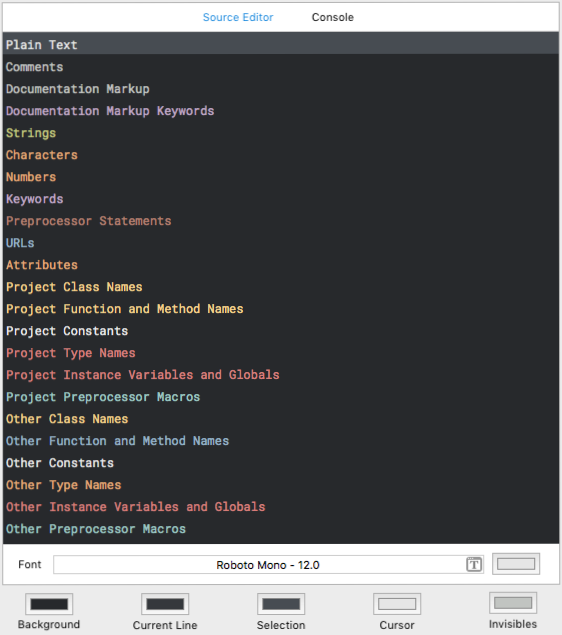 Source Editor Console
Plain Text
Comments
Documentation Markup
Documentation Markup Keywords
Strings
Characters
Numbers
Keywords
Preprocessor Statements
URLs
Attributes
Project Class Names
Project Function and Method Names
Project Constants
Project Type Names
Project Instance Variables and Globals
Project Preprocessor Macros
Other Class Names
Other Function and Method Names
Other Constants
Other Type Names
Other Instance Variables and Globals
Other Preprocessor Macros
Font Roboto Mono - 12.0 T
Background Current Line Selection Cursor Invisibles